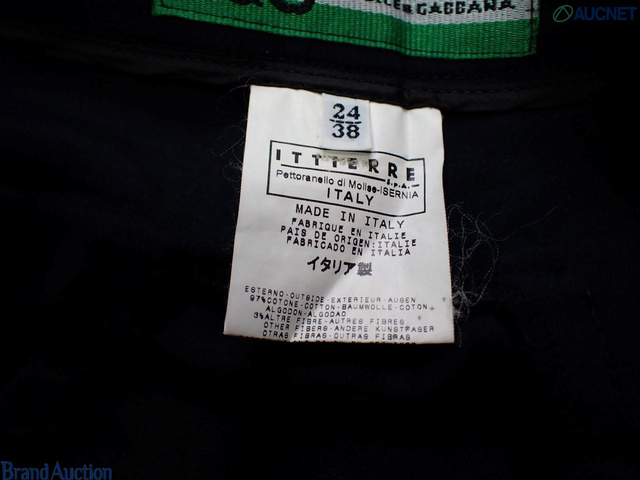 GABBANA
AUCNET
24
38
ITTIERRE
S.P.A.
Pettoranello di Molise-ISERNIA
ITALY
MADE IN ITALY
FABRIQUE EN ITALIE
PAIS DE ORIGEN:ITALIE
FABRICADO EN ITALIA
イタリア製
ESTERNO-OUTSIDE-EXTERIEUR-AUSEN
97%COTONE-COTTON-BAUMWOLLE-COTON
ALGODON-ALGODAO
3%ALTRE FIBRE-AUTRES FIBRES
OTHER FIBERS-ANDERE KUNSTFASER
OTRAS FIBRAS-OUTRAS FIBRAS
Brand Auction